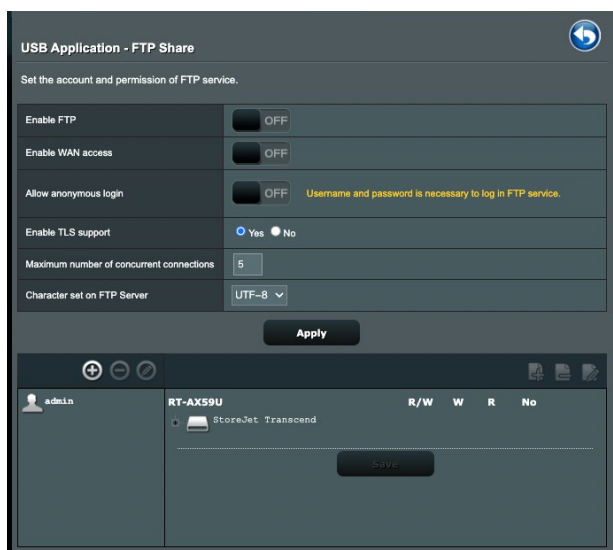 USB Application - FTP Share
Set the account and permission of FTP service.
Enable FTP OFF
Enable WAN access OFF
Allow anonymous login OFF Username and password is necessary to log in FTP service.
Enable TLS support Yes No
Maximum number of concurrent connections 5
Character set on FTP Server UTF-8
Apply
admin
RT-AX59U R/W W R No
StoreJet Transcend
Save